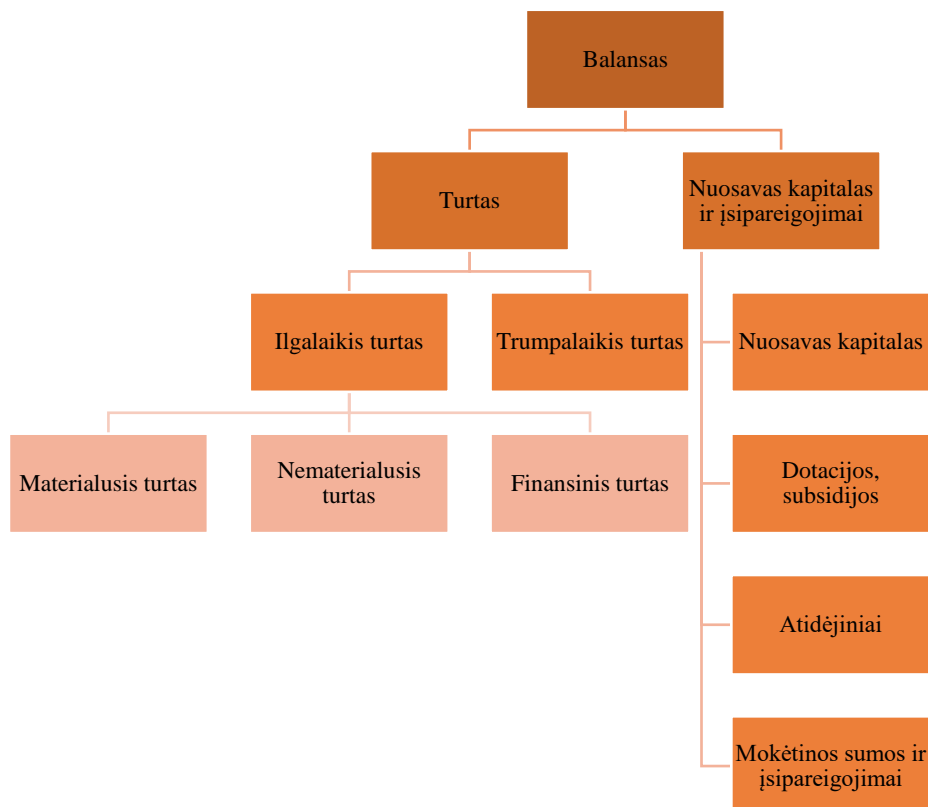 Balansas
Turtas
Nuosavas kapitalas
ir įsipareigojimai
Ilgalaikis turtas
Trumpalaikis turtas
Nuosavas kapitalas
Materialusis turtas
Nematerialusis
turtas
Finansinis turtas
Dotacijos,
subsidijos
Atidėjiniai
Mokėtinos sumos ir
įsipareigojimai